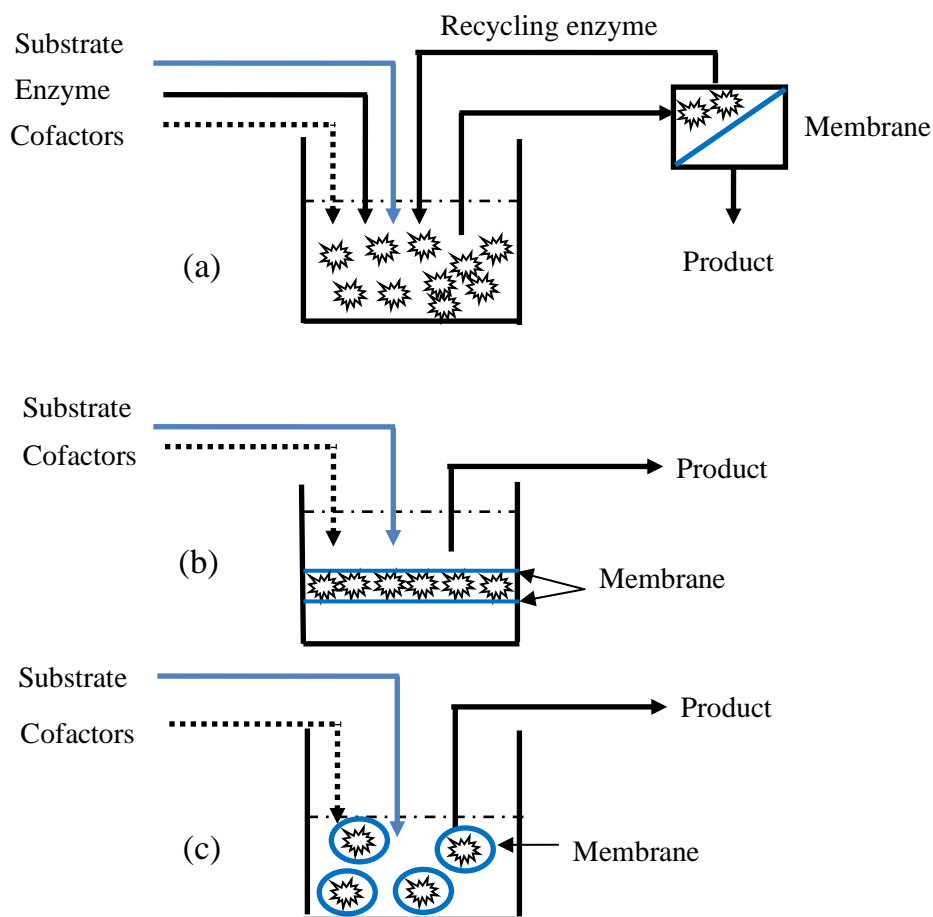 Recycling enzyme
Substrate
Enzyme
Cofactors
Membrane
(a)
Product
Substrate
Cofactors
Product
(b)
Membrane
Substrate
Cofactors
Product
(c)
Membrane